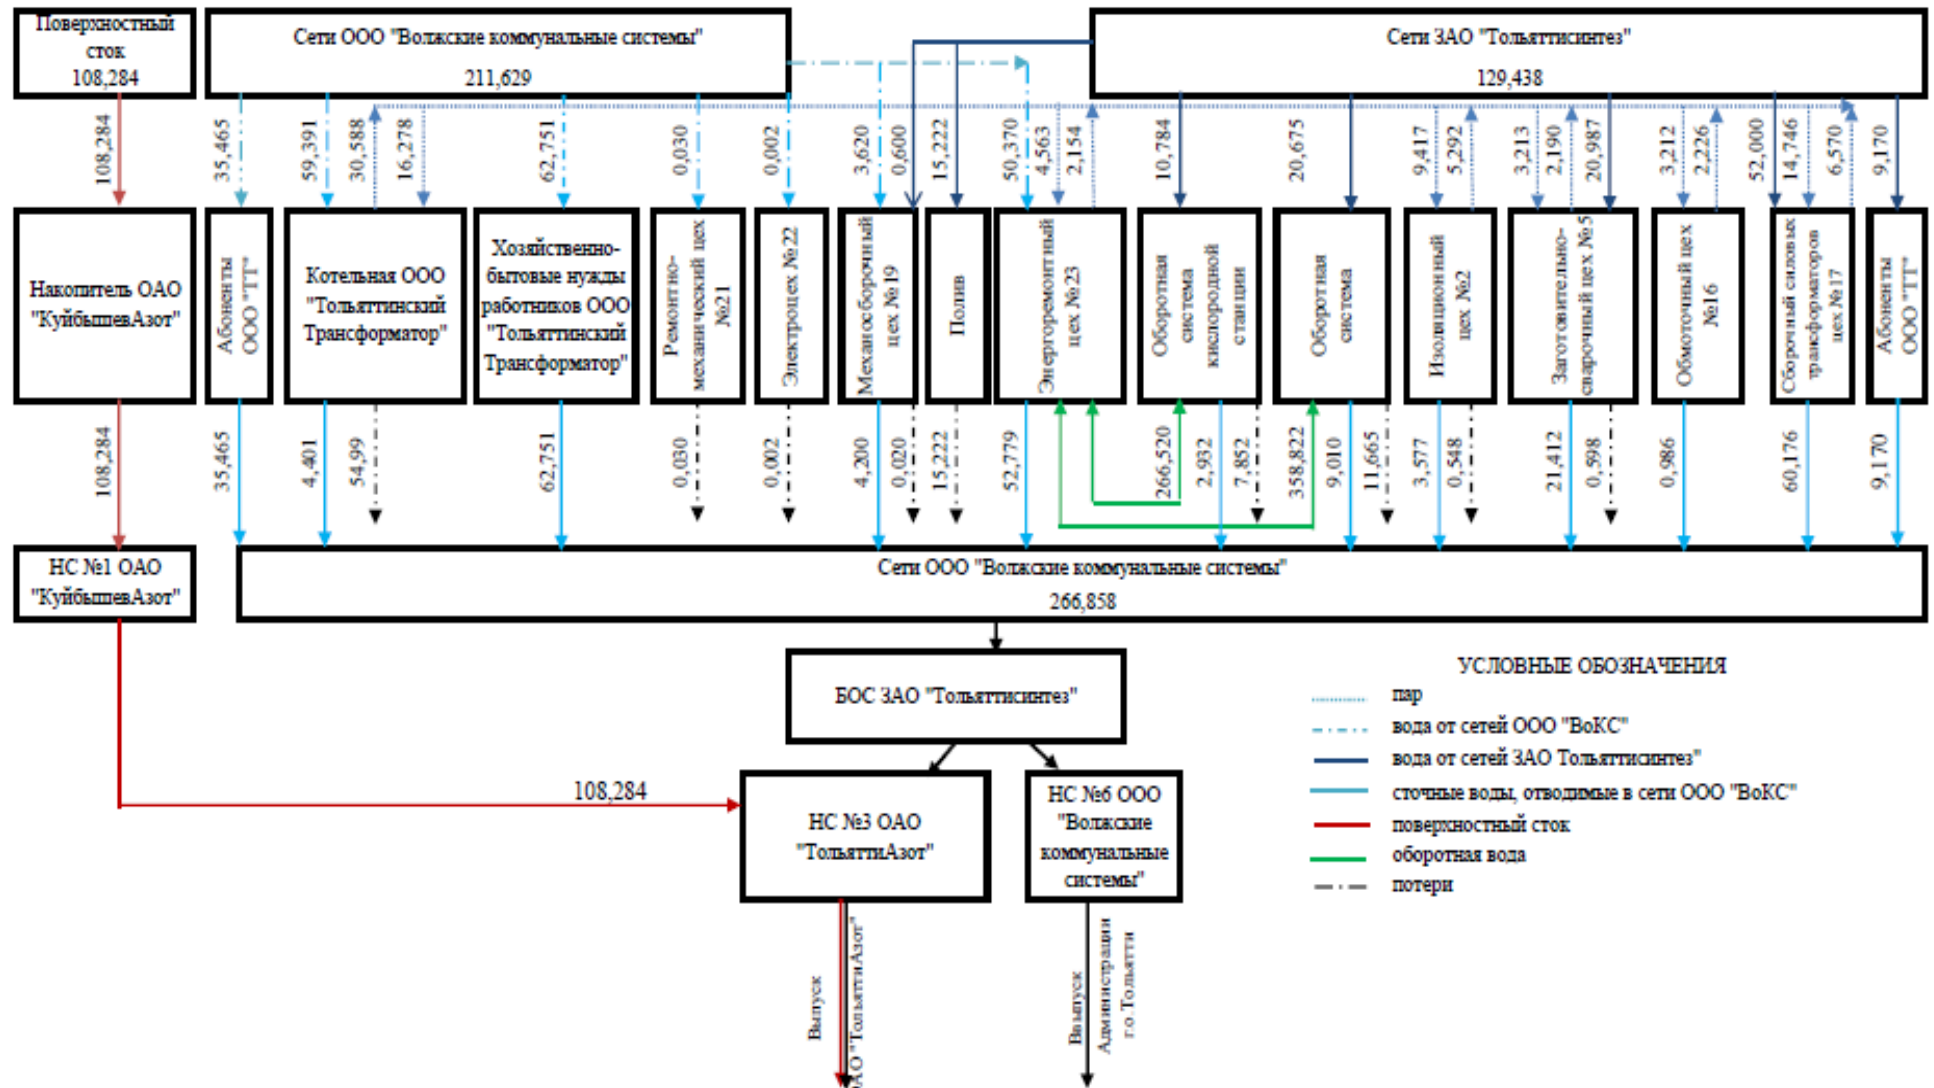 Поверхностный
сток
108,284
Сети ООО "Волжские коммунальные системы"
211,629
Сети ЗАО "Тольяттисинтез"
129,438
108,284
35,465
59,391
30,588
16,278
62,751
0,030
0,002
3,620
0,600
15,222
50,370
4,563
2,154
10,784
20,675
9,417
5,292
3,213
2,190
20,987
3,212
2,226
52,000
14,746
6,570
9,170
Накопитель ОАО
"КуйбышевАзот"
Абоненты
ООО "ТТ"
Котельная ООО
"Тольяттинский
Трансформатор"
Хозяйственно-
бытовые нужды
работников ООО
"Тольяттинский
Трансформатор"
Ремонтно-
механический цех
№21
Электроцех №22
Механосборочный
цех №19
Полив
Энергоремонтный
цех №23
Оборотная
система
кислородной
станции
Оборотная
система
Изоляционный
цех №2
Заготовительно-
сварочный цех №5
Обмоточный цех
№16
Сборочный силовых
трансформаторов
цех №17
Абоненты
ООО "ТТ"
108,284
35,465
4,401
54,99
62,751
0,030
0,002
4,200
0,020
15,222
52,779
266,520
2,932
7,852
358,822
9,010
11,665
3,577
0,548
21,412
0,598
0,986
60,176
9,170
НС №1 ОАО
"КуйбышевАзот"
Сети ООО "Волжские коммунальные системы"
266,858
БОС ЗАО "Тольяттисинтез"
108,284
НС №3 ОАО
"ТольяттиАзот"
НС №6 ООО
"Волжские
коммунальные
системы"
Выпуск
ОАО "ТольяттиАзот"
Ввыпуск
Администрации
г.о.Тольятти
УСЛОВНЫЕ ОБОЗНАЧЕНИЯ
пар
вода от сетей ООО "ВоКС"
вода от сетей ЗАО Тольяттисинтез"
сточные воды, отводимые в сети ООО "ВоКС"
поверхностный сток
оборотная вода
потери